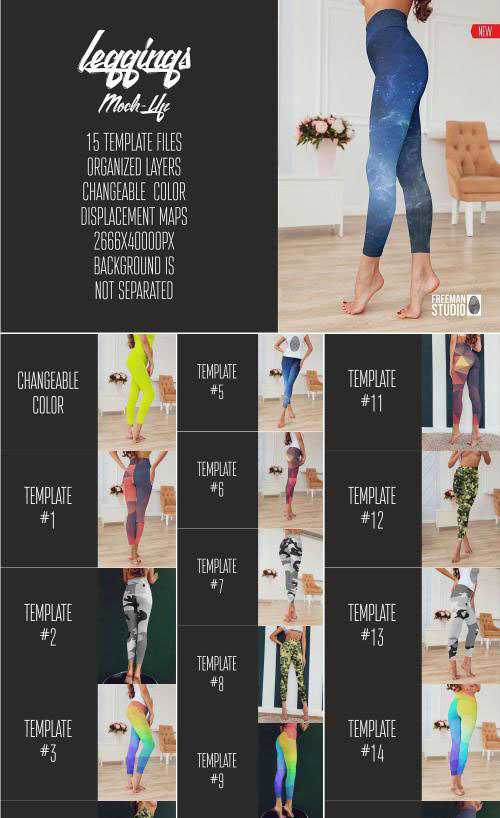 Leggings
Mock-Up
15 TEMPLATE FILES
ORGANIZED LAYERS
CHANGEABLE COLOR
DISPLACEMENT MAPS
2666X40000PX
BACKGROUND IS
NOT SEPARATED
NEW
FREEMAN
STUDIO
CHANGEABLE
COLOR
TEMPLATE
#1
TEMPLATE
#2
TEMPLATE
#3
TEMPLATE
#5
TEMPLATE
#6
TEMPLATE
#7
TEMPLATE
#8
TEMPLATE
#9
TEMPLATE
#11
TEMPLATE
#12
TEMPLATE
#13
TEMPLATE
#14